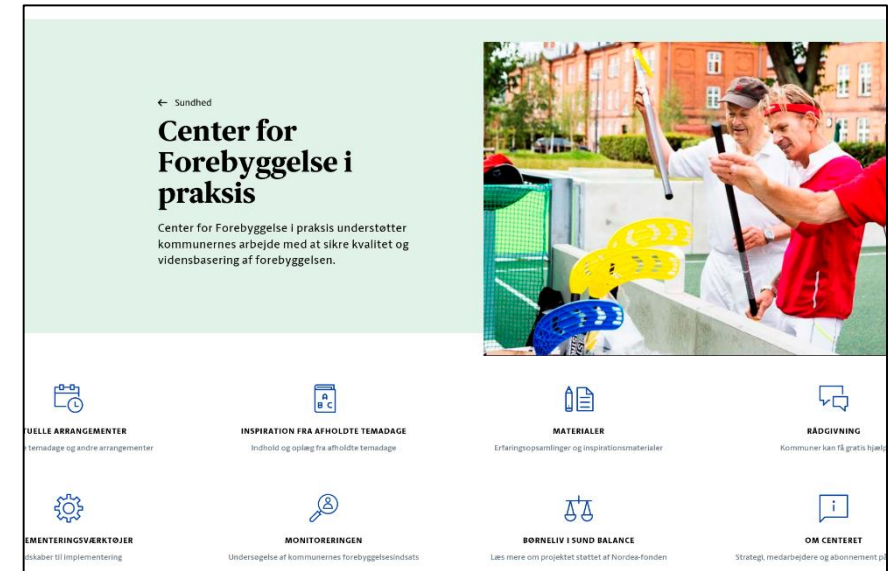 ← Sundhed
Center for
Forebyggelse i
praksis
Center for Forebyggelse i praksis understøtter
kommunernes arbejde med at sikre kvalitet og
vidensbasering af forebyggelsen.
TUELLE ARRANGEMENTER
temadage og andre arrangementer
INSPIRATION FRA AFHOLDTE TEMADAGE
Indhold og oplæg fra afholdte temadage
MATERIALER
Erfaringsopsamlinger og inspirationsmaterialer
RÅDGIVNING
Kommuner kan få gratis hjælp
EMENTERINGSVÆRKTØJER
dskaber til implementering
MONITORERINGEN
Undersøgelse af kommunernes forebyggelsesindsats
BØRNELIV I SUND BALANCE
Læs mere om projektet støttet af Nordea-fonden
OM CENTERET
Strategi, medarbejdere og abonnement på